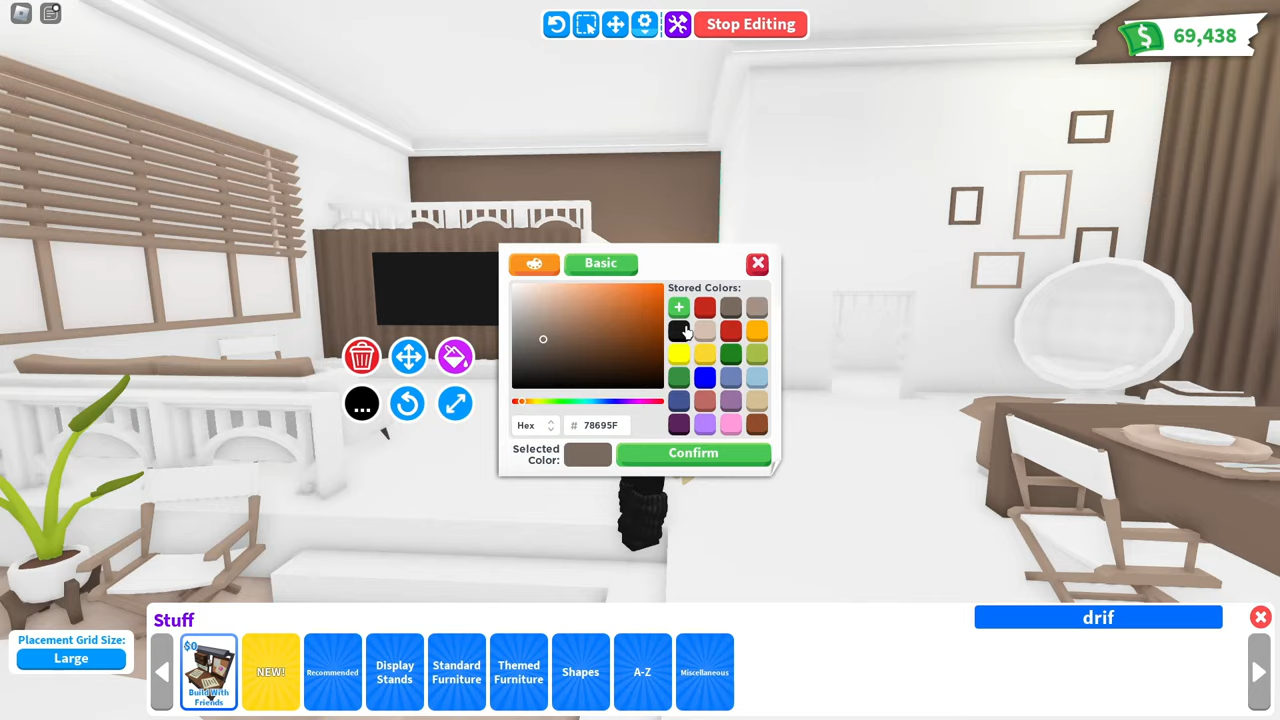 Stop Editing
$ 69,438
Basic
Stored Colors:
+
Hex
# 78695F
Selected Color:
Confirm
...
Stuff
drif
Placement Grid Size:
Large
$0
Build With Friends
NEW!
Recommended
Display Stands
Standard Furniture
Themed Furniture
Shapes
A-Z
Miscellaneous